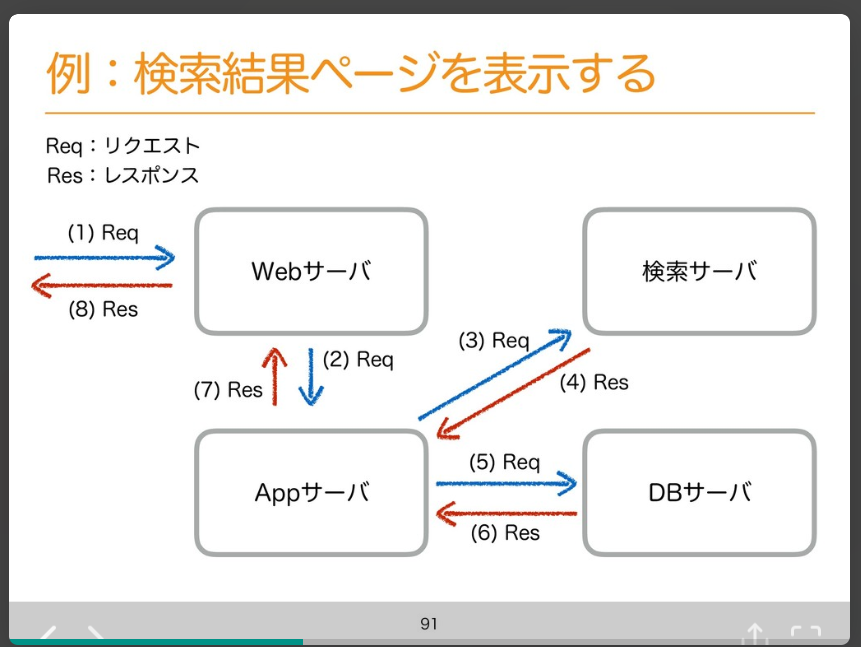 例：検索結果ページを表示する
Req：リクエスト
Res：レスポンス
(1) Req
(8) Res
Webサーバ
検索サーバ
(2) Req
(7) Res
(3) Req
(4) Res
Appサーバ
(5) Req
(6) Res
DBサーバ
91